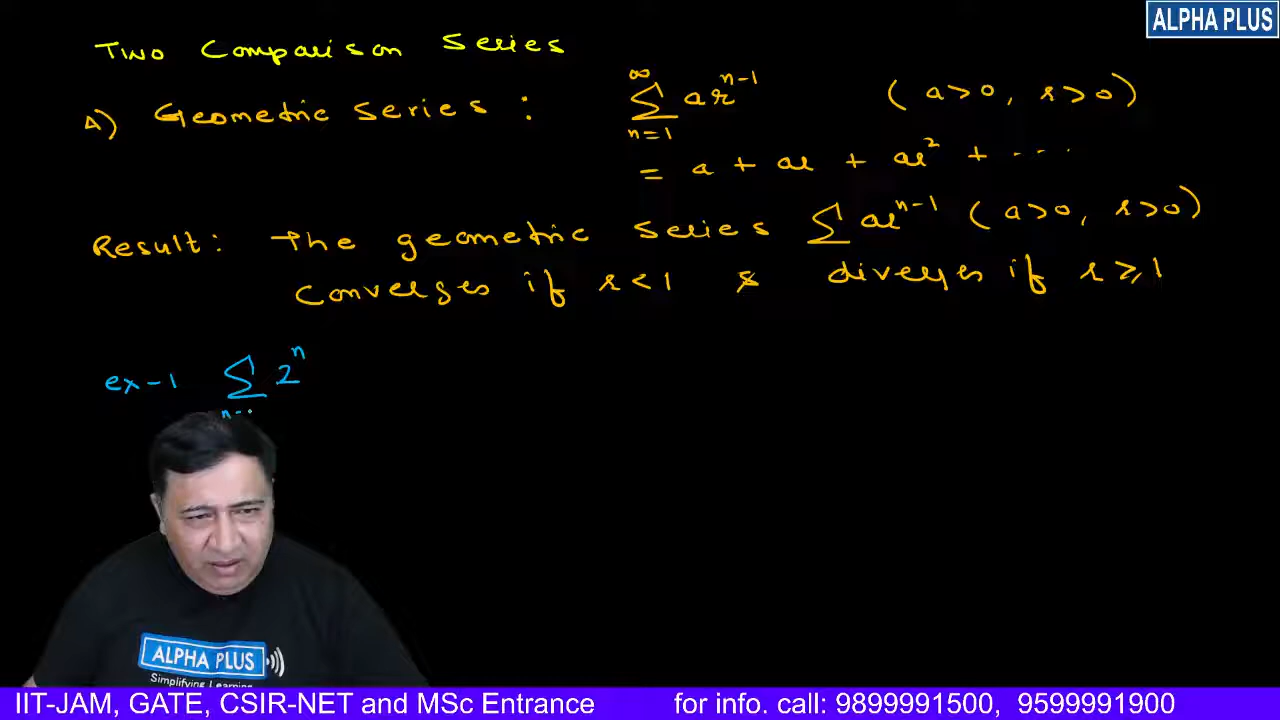 ALPHA PLUS
Two Comparison Series
A) Geometric Series : ∑_{n=1}^{∞} ar^{n-1} (a>0, r>0)
= a + ar + ar² + ...
Result: The geometric series ∑ar^{n-1} (a>0, r>0)
converges if r<1 & diverges if r≥1
ex-1 ∑ 2^n
ALPHA PLUS
Simplifying Learning
IIT-JAM, GATE, CSIR-NET and MSc Entrance for info. call: 9899991500, 9599991900